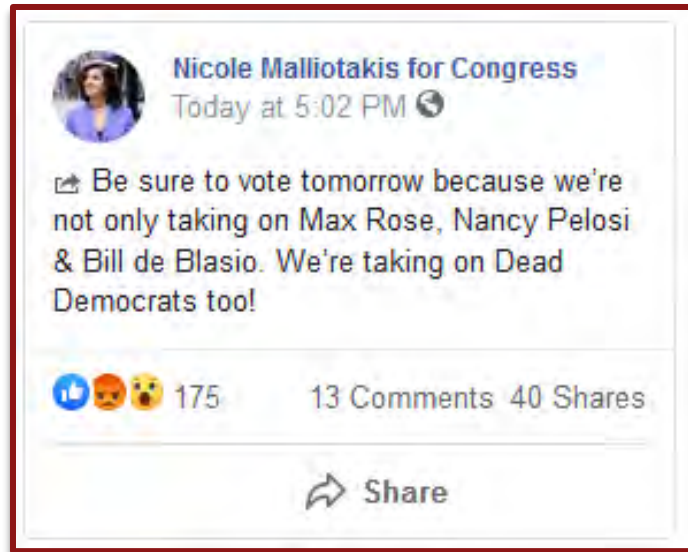 Nicole Malliotakis for Congress
Today at 5:02 PM
Be sure to vote tomorrow because we're
not only taking on Max Rose, Nancy Pelosi
& Bill de Blasio. We're taking on Dead
Democrats too!
175 13 Comments 40 Shares
Share